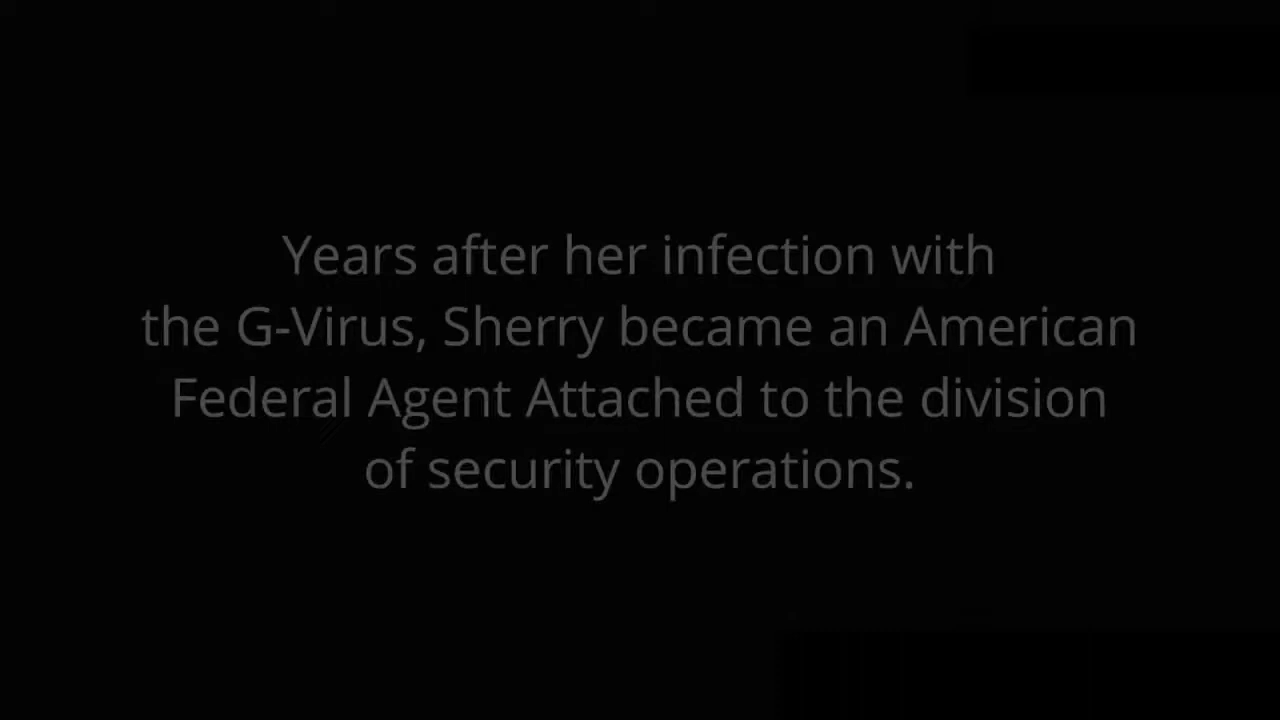 Years after her infection with
the G-Virus, Sherry became an American
Federal Agent Attached to the division
of security operations.